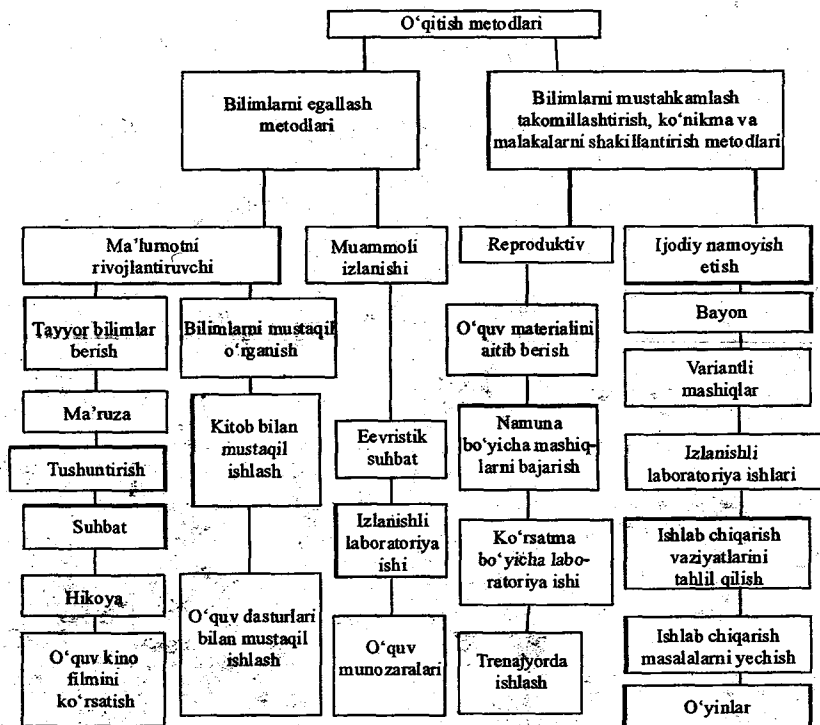 O‘qitish metodlari
Bilimlarni egallash
metodlari
Bilimlarni mustahkamlash
takomillashtirish, ko‘nikma va
malakalarni shakillantirish metodlari
Ma’lumotni
rivojlantiruvchi
Muammoli
izlanishi
Reproduktiv
Ijodiy namoyish
etish
Tayyor bilimlar
berish
Ma’ruza
Tushuntirish
Suhbat
Hikoya
O‘quv kino
filmini
ko‘rsatish
Bilimlarni mustaqil
o‘rganish
Kitob bilan
mustaqil
ishlash
O‘quv dasturlari
bilan mustaqil
ishlash
Eevristik
suhbat
Izlanishli
laboratoriya
ishi
O‘quv
munozaralari
O‘quv materialini
aitib berish
Namuna
bo‘yicha mashiq-
larni bajarish
Ko‘rsatma
bo‘yicha labo-
ratoriya ishi
Trenajyorda
ishlash
Bayon
Variantli
mashiqlar
Izlanishli
laboratoriya ishlari
Ishlab chiqarish
vaziyatlarini
tahlil qilish
Ishlab chiqarish
masalalarni yechish
O‘yinlar